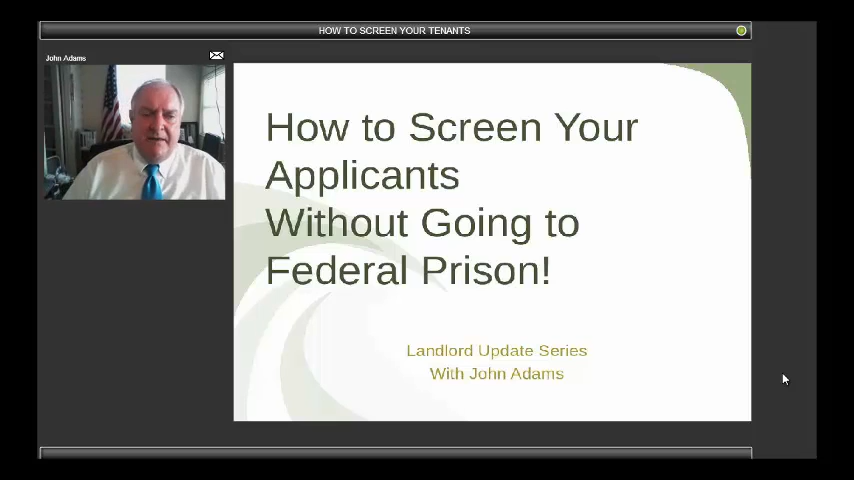 HOW TO SCREEN YOUR TENANTS
John Adams
How to Screen Your
Applicants
Without Going to
Federal Prison!
Landlord Update Series
With John Adams